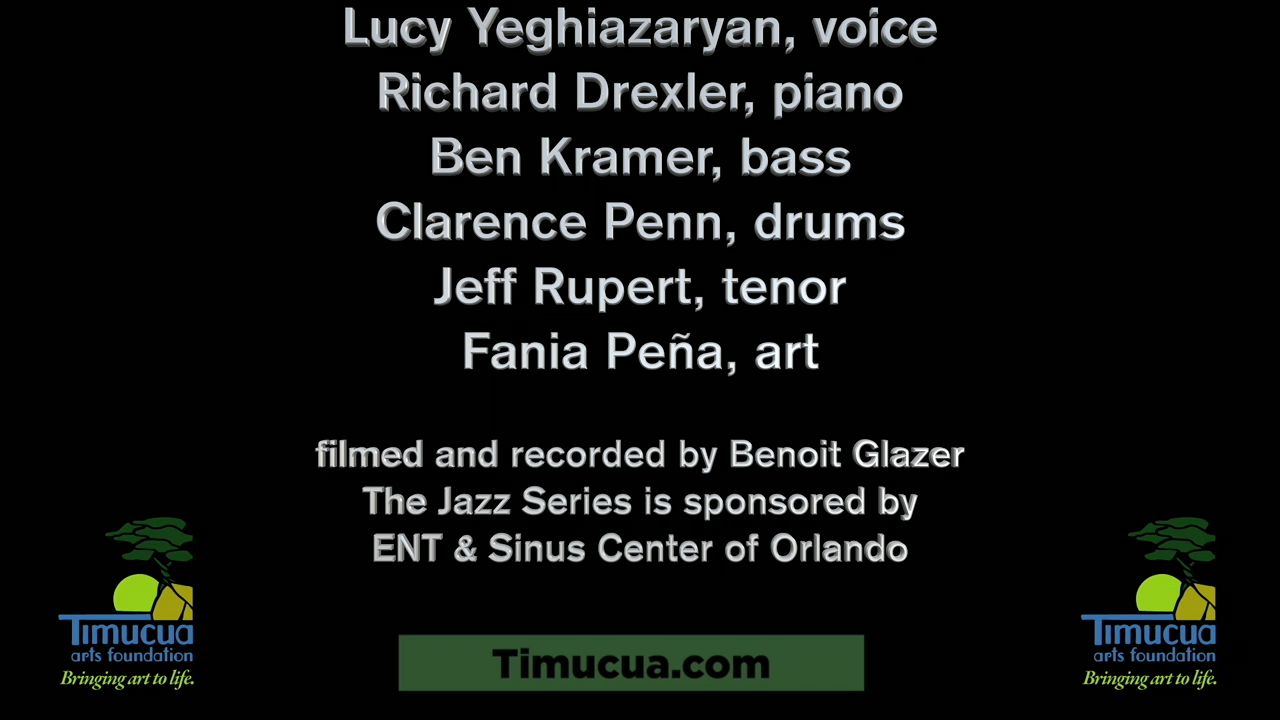 Lucy Yeghiazaryan, voice
Richard Drexler, piano
Ben Kramer, bass
Clarence Penn, drums
Jeff Rupert, tenor
Fania Peña, art
filmed and recorded by Benoit Glazer
The Jazz Series is sponsored by
ENT & Sinus Center of Orlando
Timucua
arts foundation
Bringing art to life.
Timucua.com
Timucua
arts foundation
Bringing art to life.